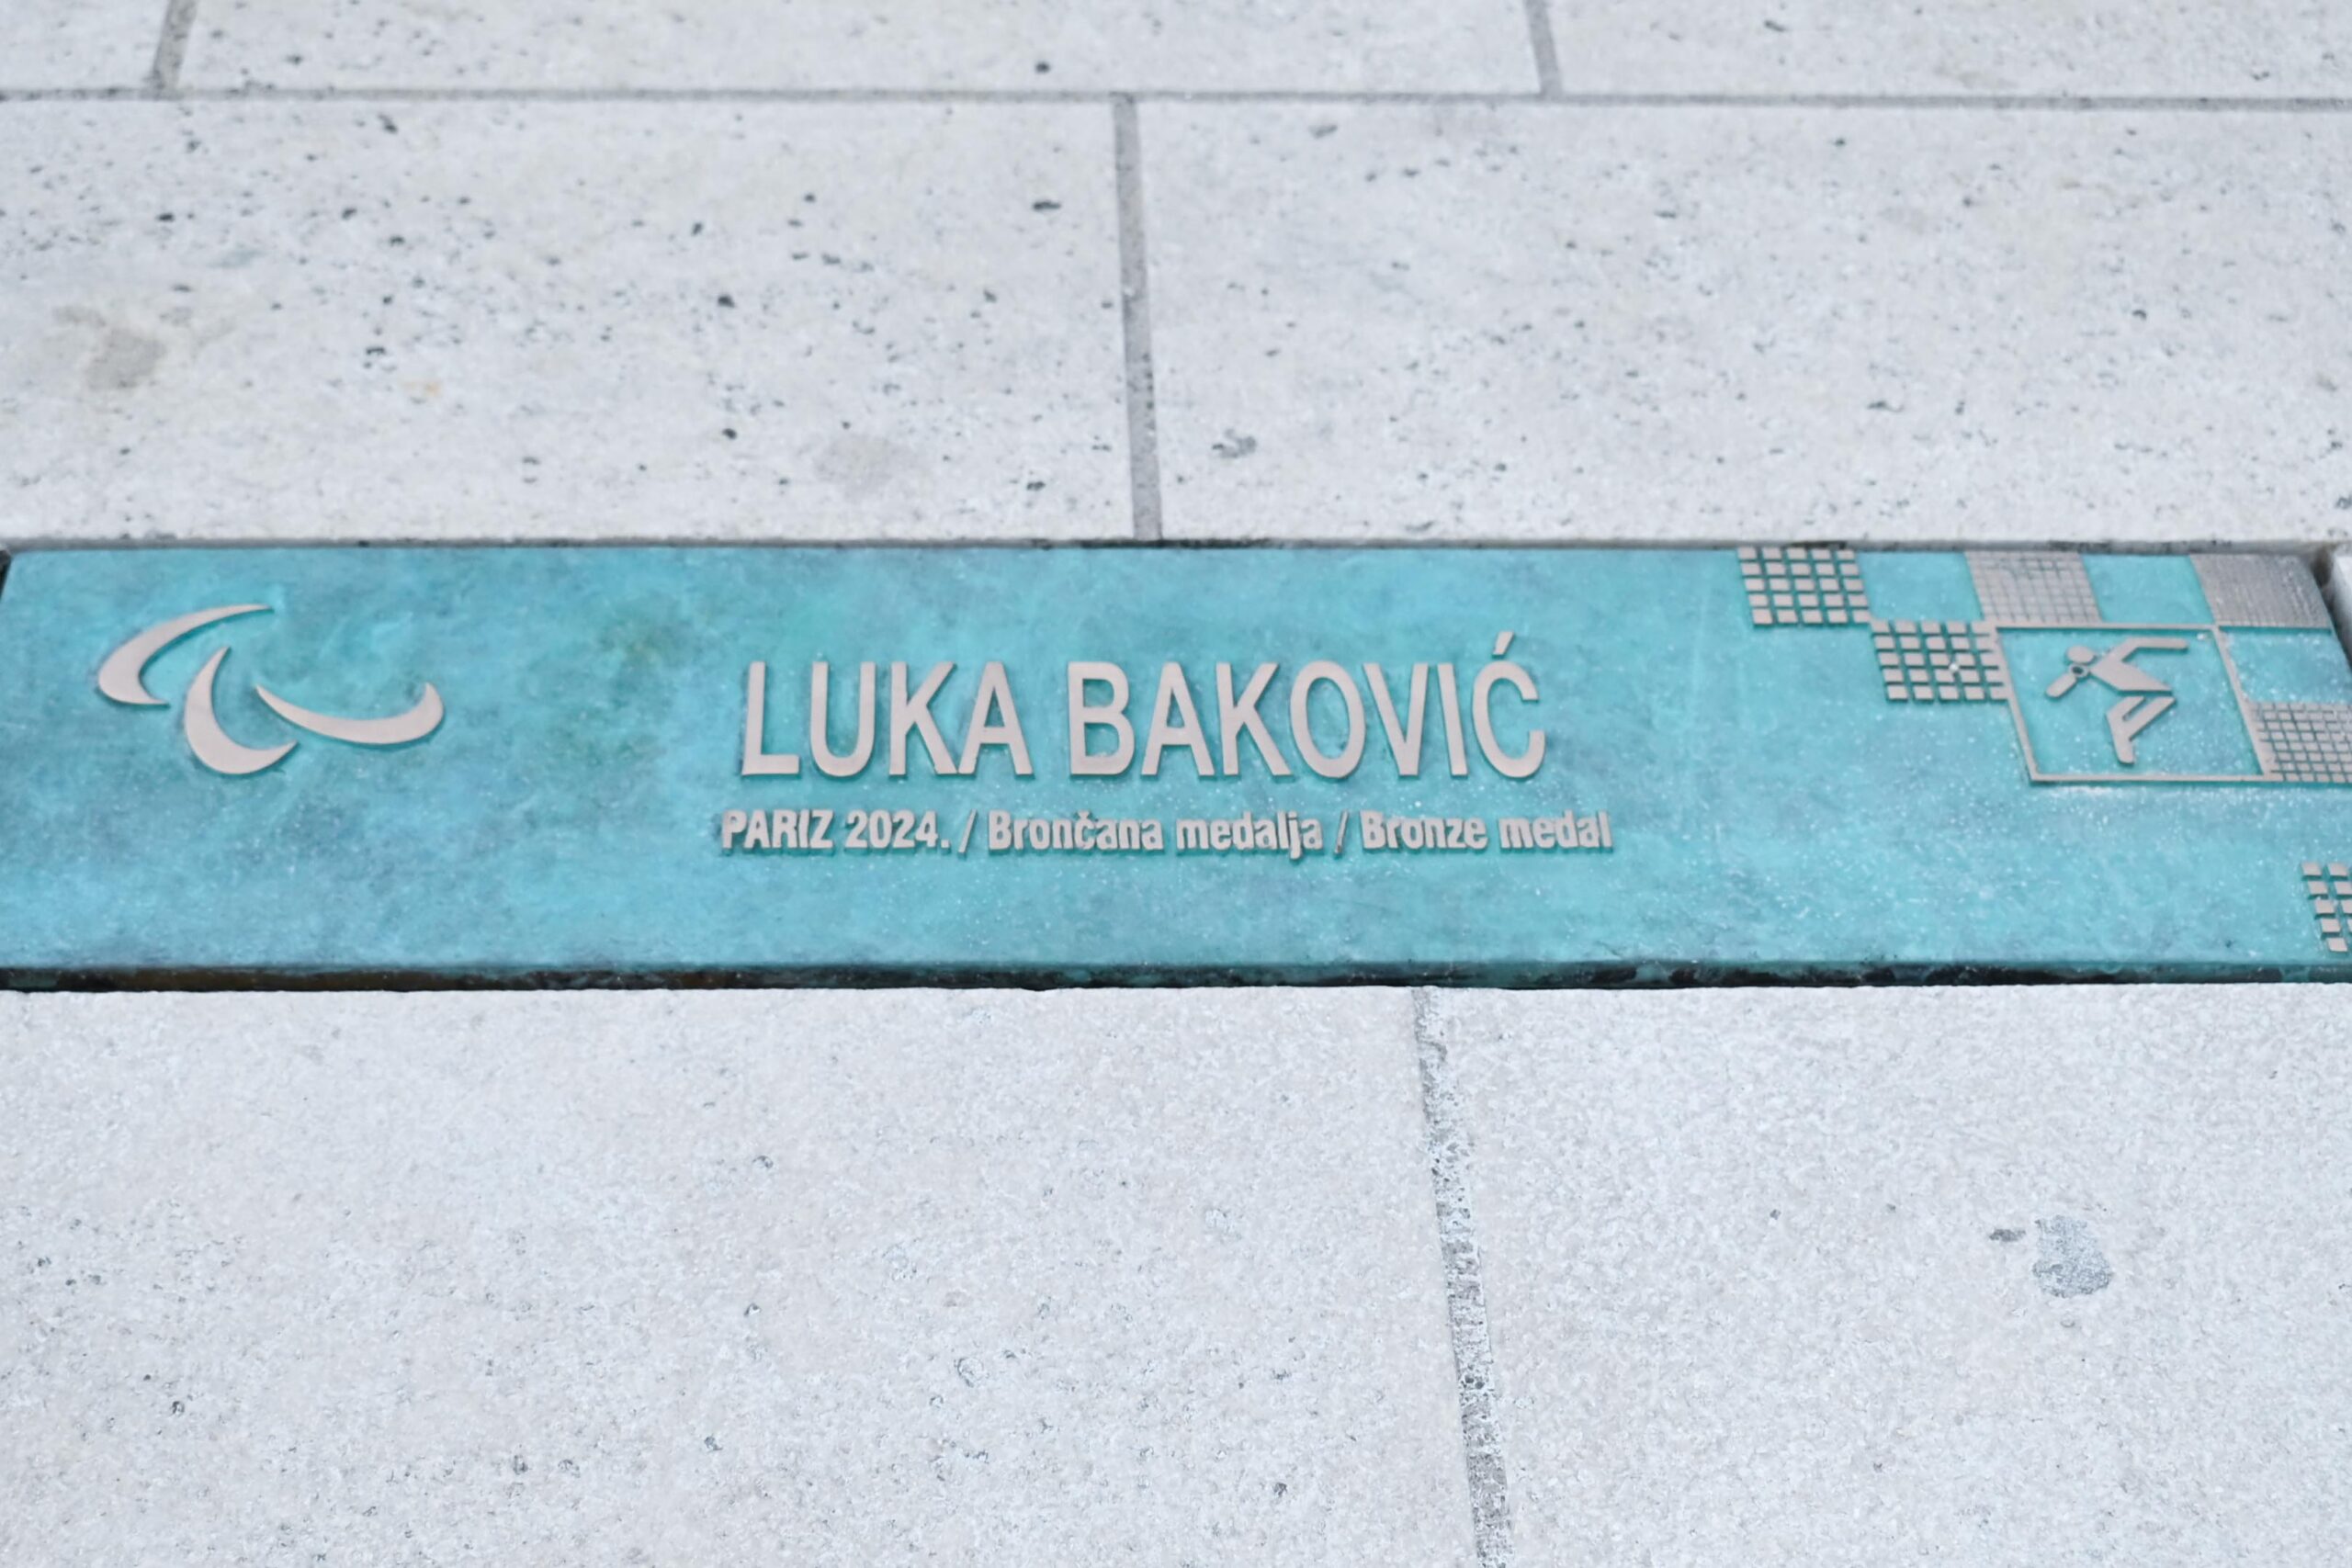 LUKA BAKOVIĆ
PARIZ 2024. / Brončana medalja / Bronze medal